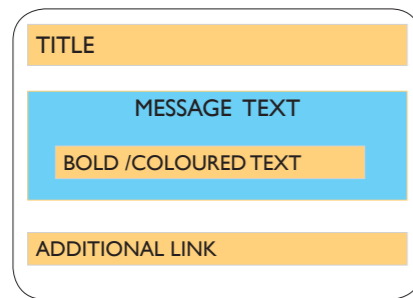 TITLE
MESSAGE TEXT
BOLD /COLOURED TEXT
ADDITIONAL LINK